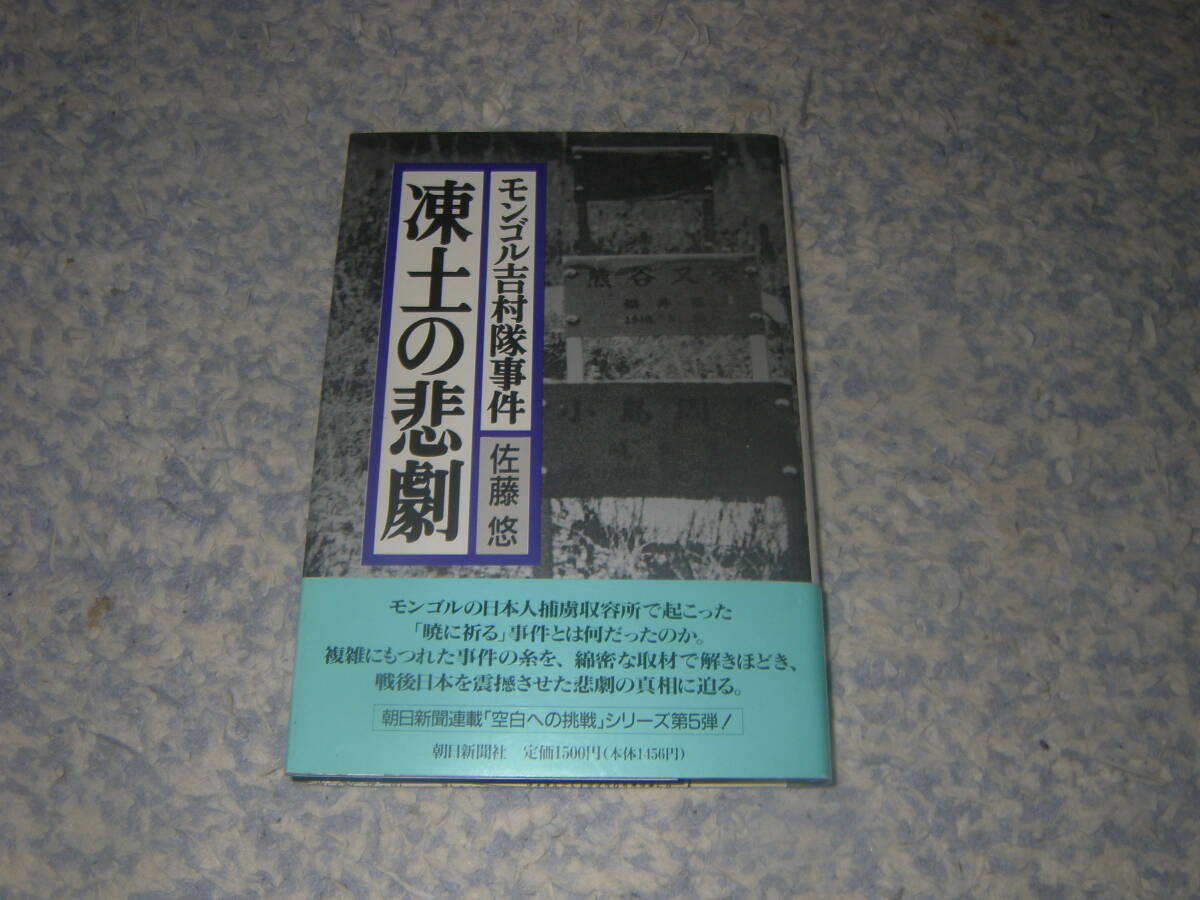 モンゴル吉村隊事件
凍土の悲劇
佐藤 悠
熊谷久
小島
モンゴルの日本人捕虜収容所で起こった
「暁に祈る」事件とは何だったのか。
複雑にもつれた事件の糸を、綿密な取材で解きほどき、
戦後日本を震撼させた悲劇の真相に迫る。
朝日新聞連載「空白への挑戦」シリーズ第5弾!
朝日新聞社 定価1500円(本体1456円)